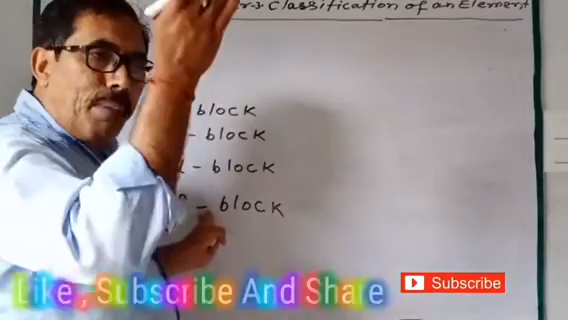 Classification of an Element
block
- block
- block
- block
Like, Subscribe And Share
Subscribe